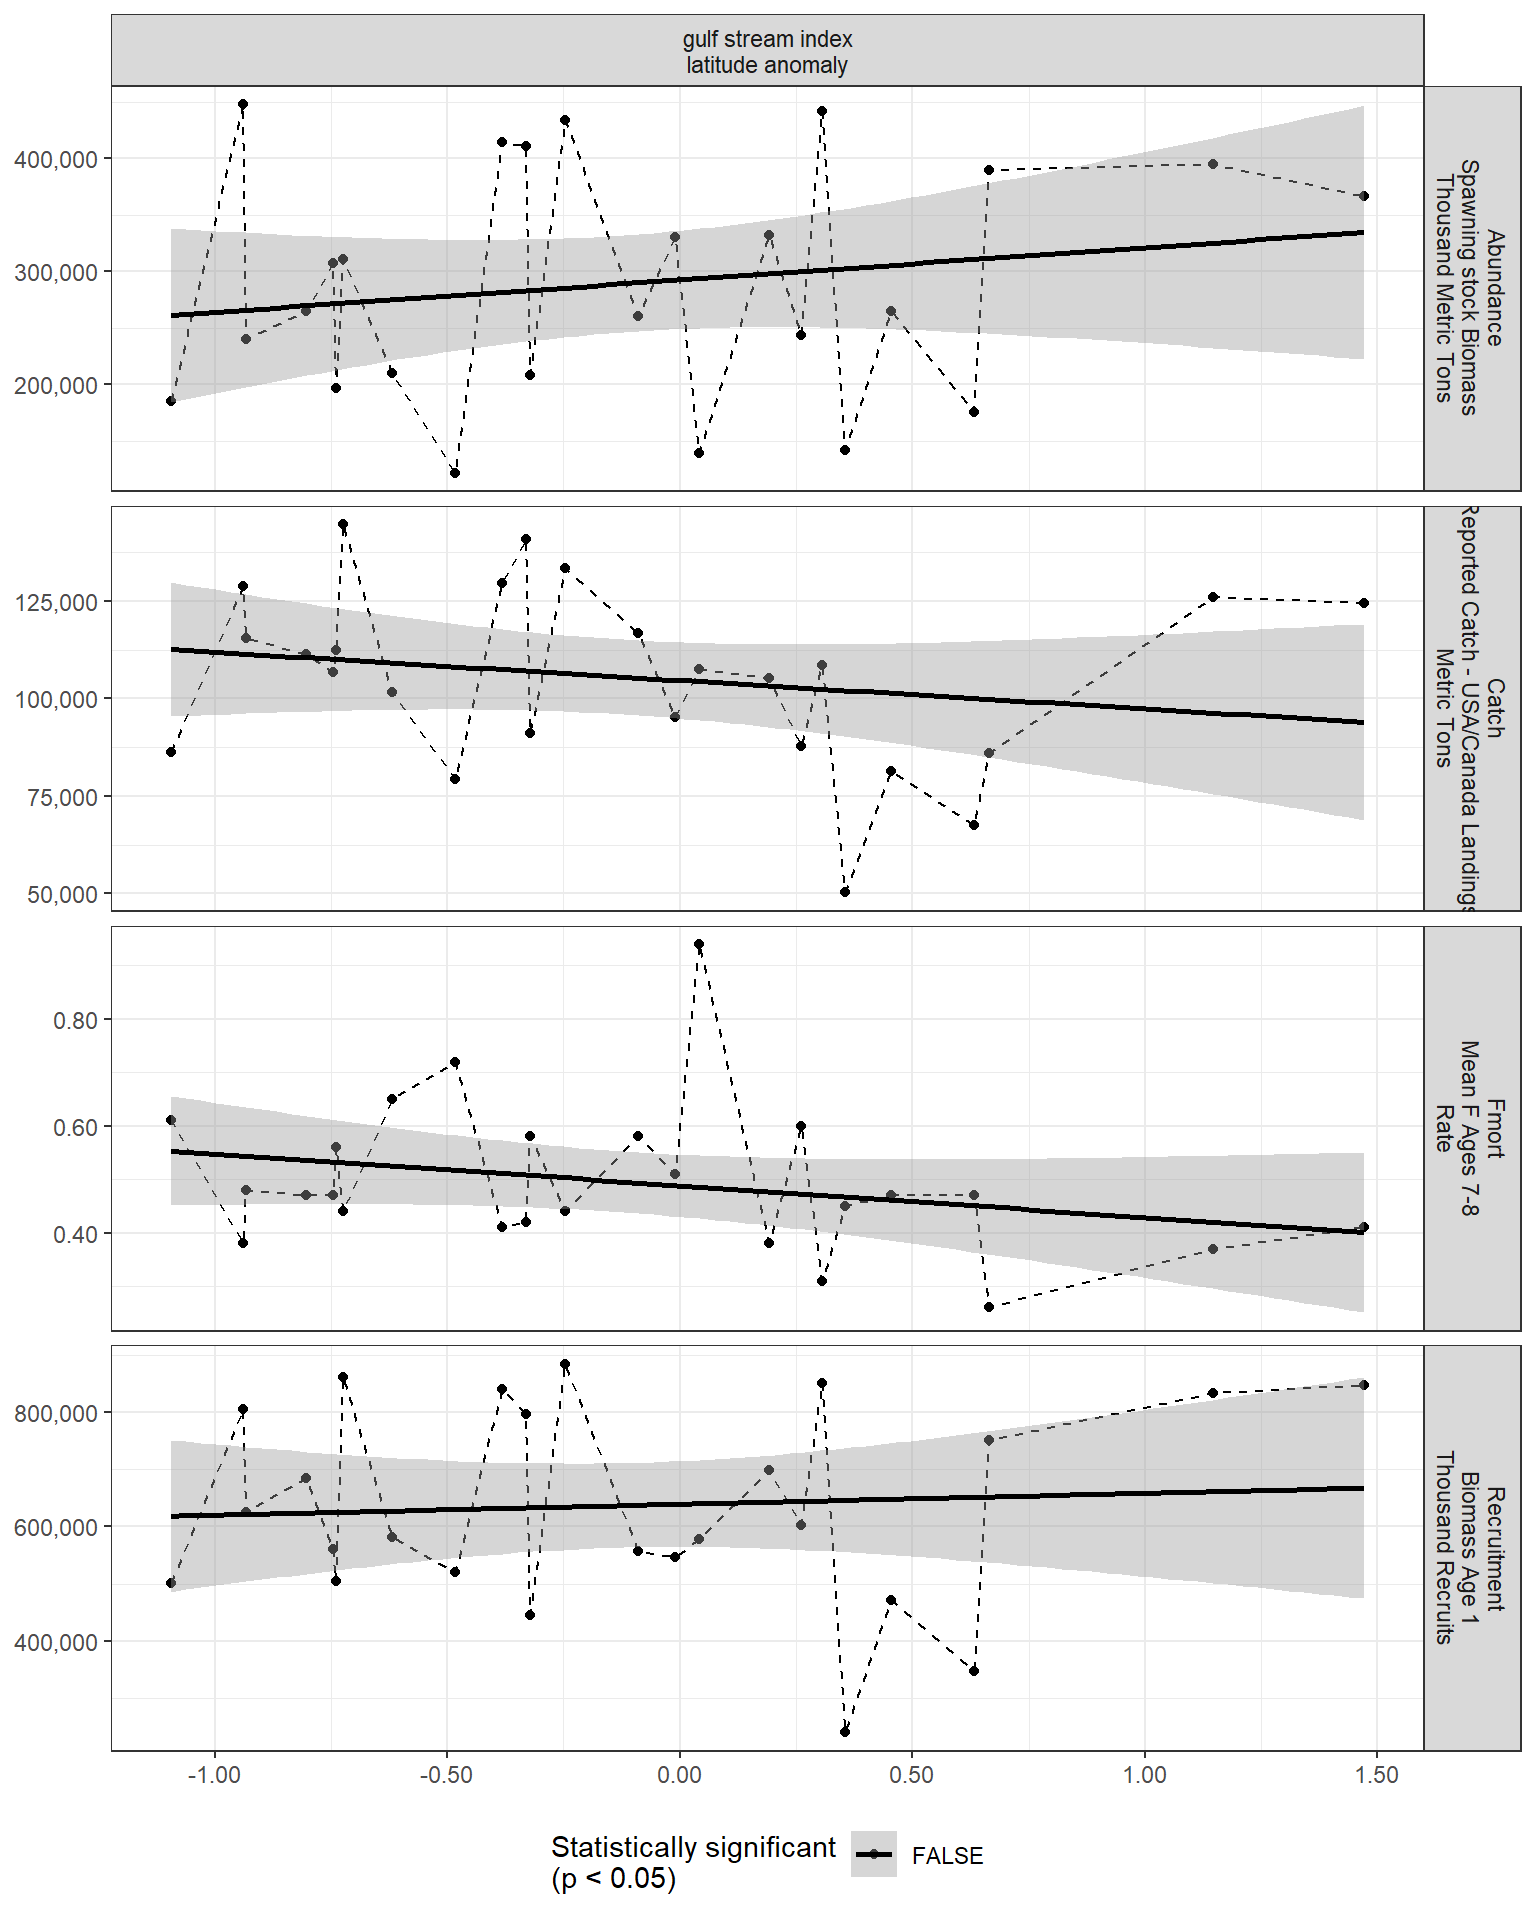 gulf stream index
latitude anomaly
400,000
300,000
200,000
Abundance
Spawning stock Biomass
Thousand Metric Tons
125,000
100,000
75,000
50,000
Catch
Reported Catch - USA/Canada Landings
Metric Tons
0.80
0.60
0.40
Fmort
Mean F Ages 7-8
Rate
800,000
600,000
400,000
Recruitment
Biomass Age 1
Thousand Recruits
-1.00
-0.50
0.00
0.50
1.00
1.50
Statistically significant
(p < 0.05)
FALSE